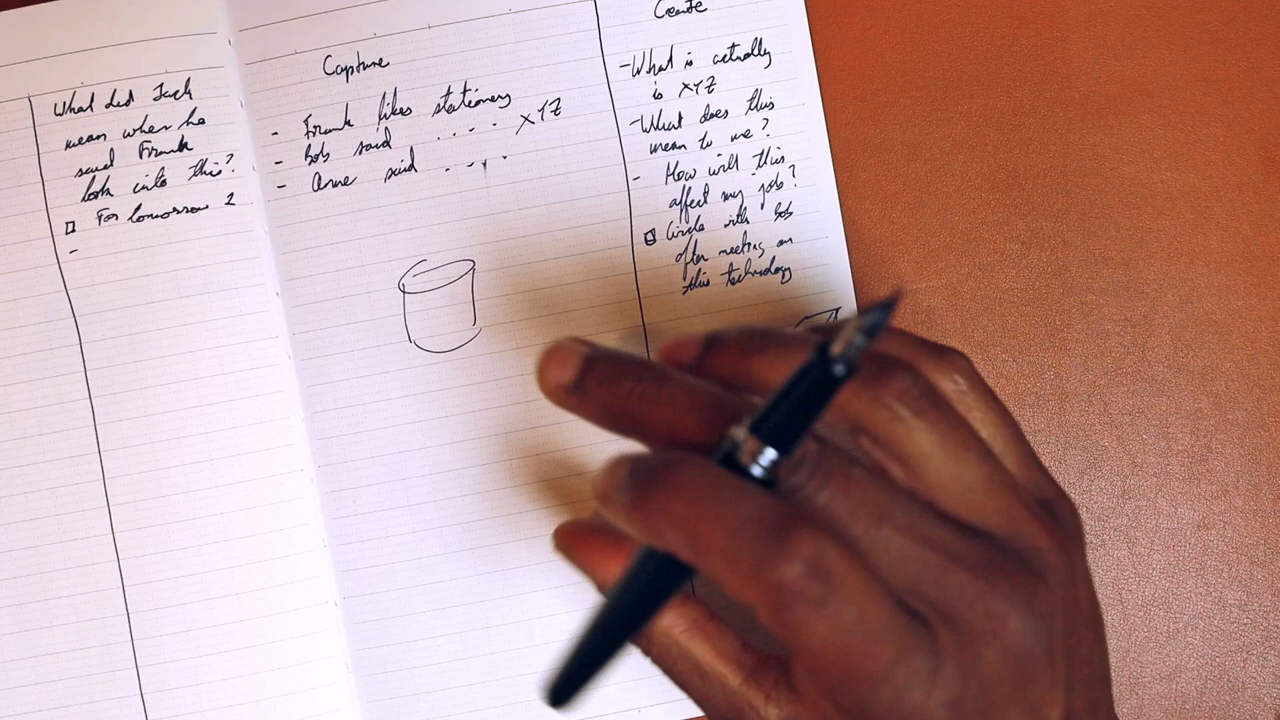 What did Jack
mean when he
said Frank
look into this?
For tomorrow 2
-
Capture
- Frank likes stationery
- Bob said .... XYZ
- Anne said ....
Create
- What is actually
is XYZ
- What does this
mean to me?
- How will this
affect my job?
Circle with Bob
after meeting on
this technology